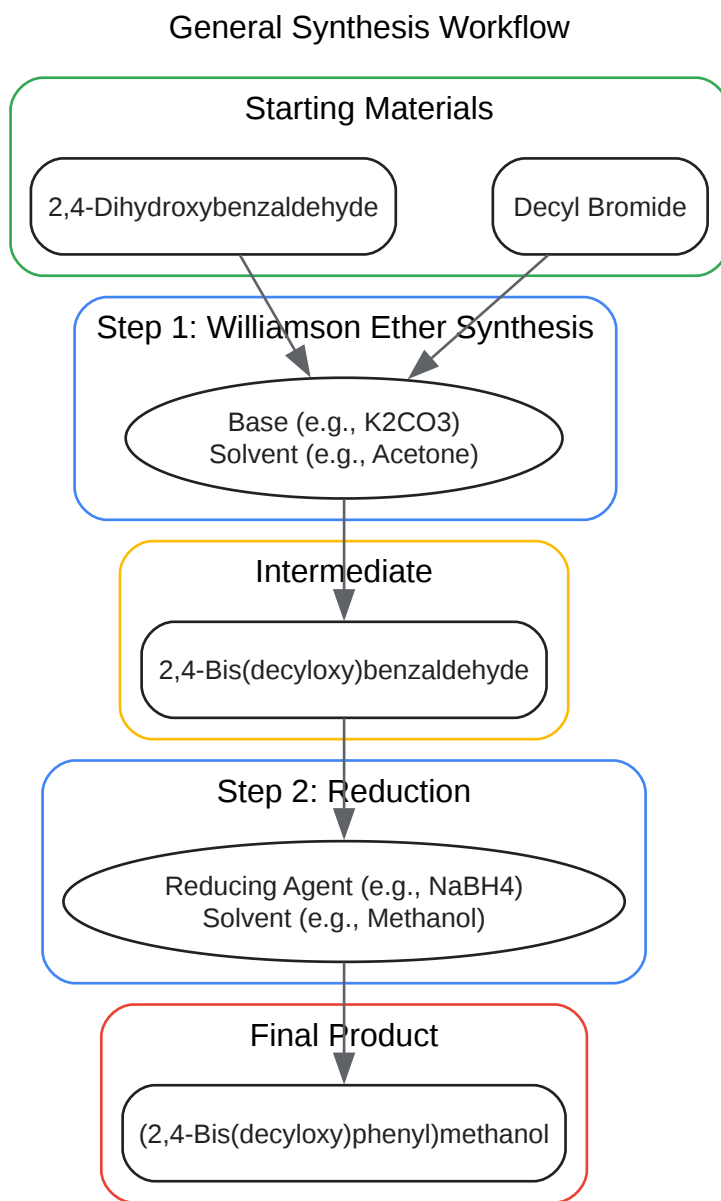 General Synthesis Workflow
Starting Materials
2,4-Dihydroxybenzaldehyde
Decyl Bromide
Step 1: Williamson Ether Synthesis
Base (e.g., K2CO3)
Solvent (e.g., Acetone)
Intermediate
2,4-Bis(decyloxy)benzaldehyde
Step 2: Reduction
Reducing Agent (e.g., NaBH4)
Solvent (e.g., Methanol)
Final Product
(2,4-Bis(decyloxy)phenyl)methanol